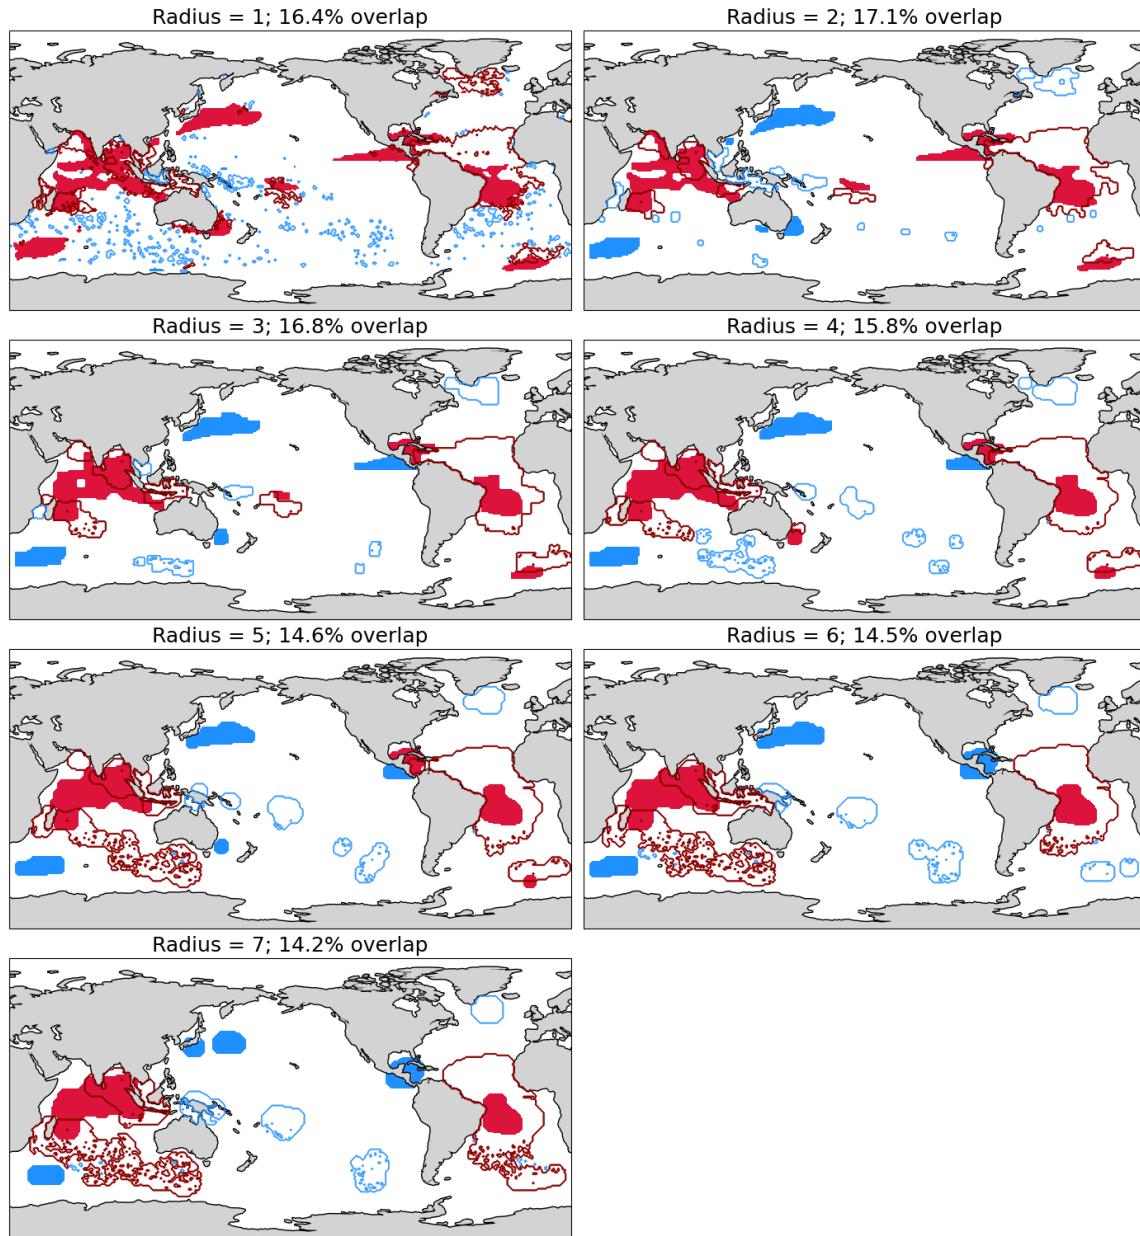 Radius = 1; 16.4% overlap
Radius = 2; 17.1% overlap
Radius = 3; 16.8% overlap
Radius = 4; 15.8% overlap
Radius = 5; 14.6% overlap
Radius = 6; 14.5% overlap
Radius = 7; 14.2% overlap